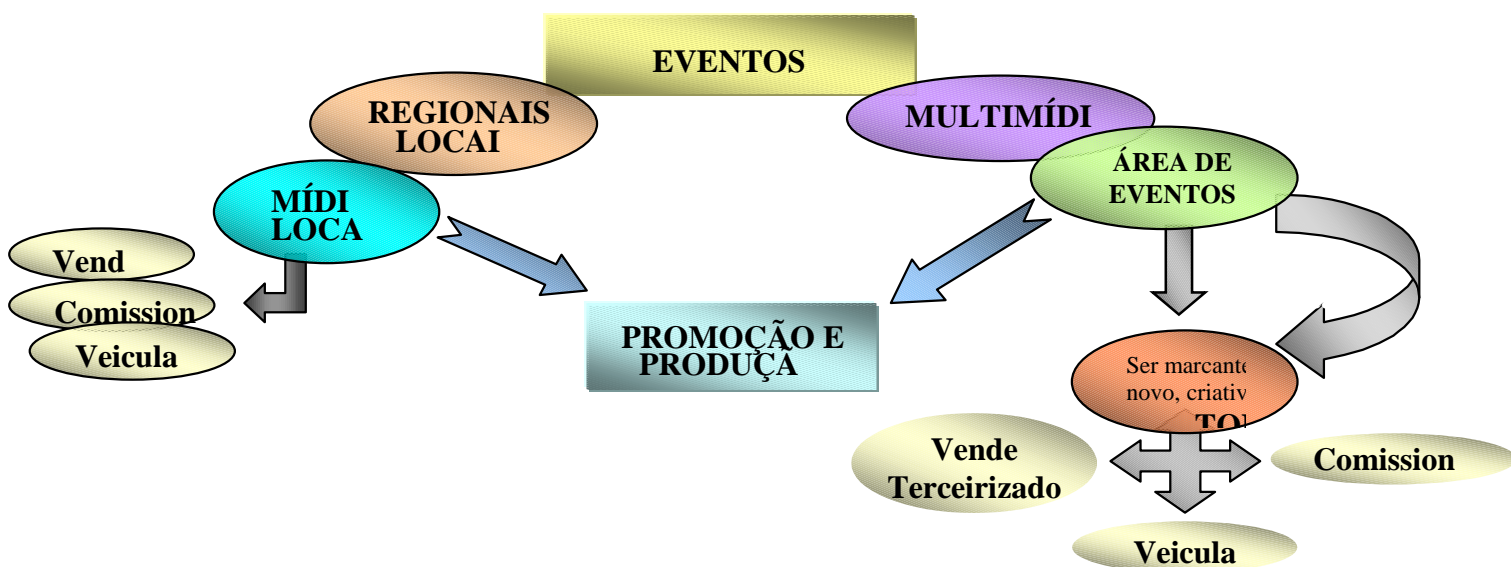 EVENTOS
REGIONAIS
LOCAI
MULTIMÍDI
MÍDI
LOCA
ÁREA DE
EVENTOS
Vend
Comission
Veicula
PROMOÇÃO E
PRODUÇÃ
Ser marcante
novo, criativ
Vende
Terceirizado
Comission
Veicula